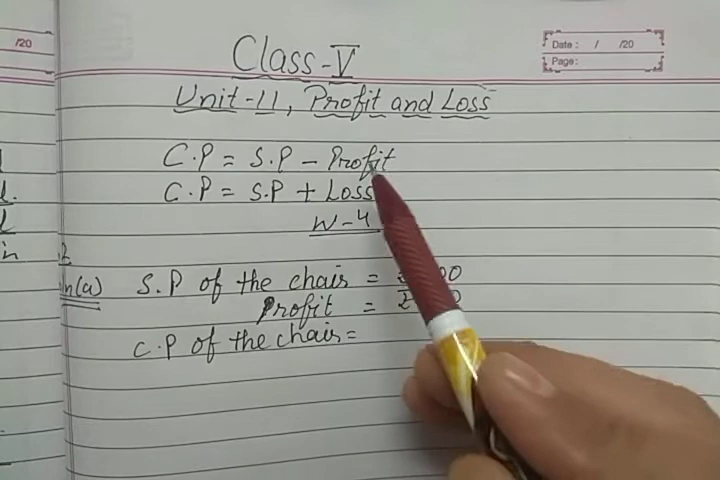 /20
Date: / /20
Page:
Class-V
Unit-11, Profit and Loss
C.P = S.P - Profit
C.P = S.P + Loss
W-4
in
n(a) S.P of the chair =
Profit =
C.P of the chair =